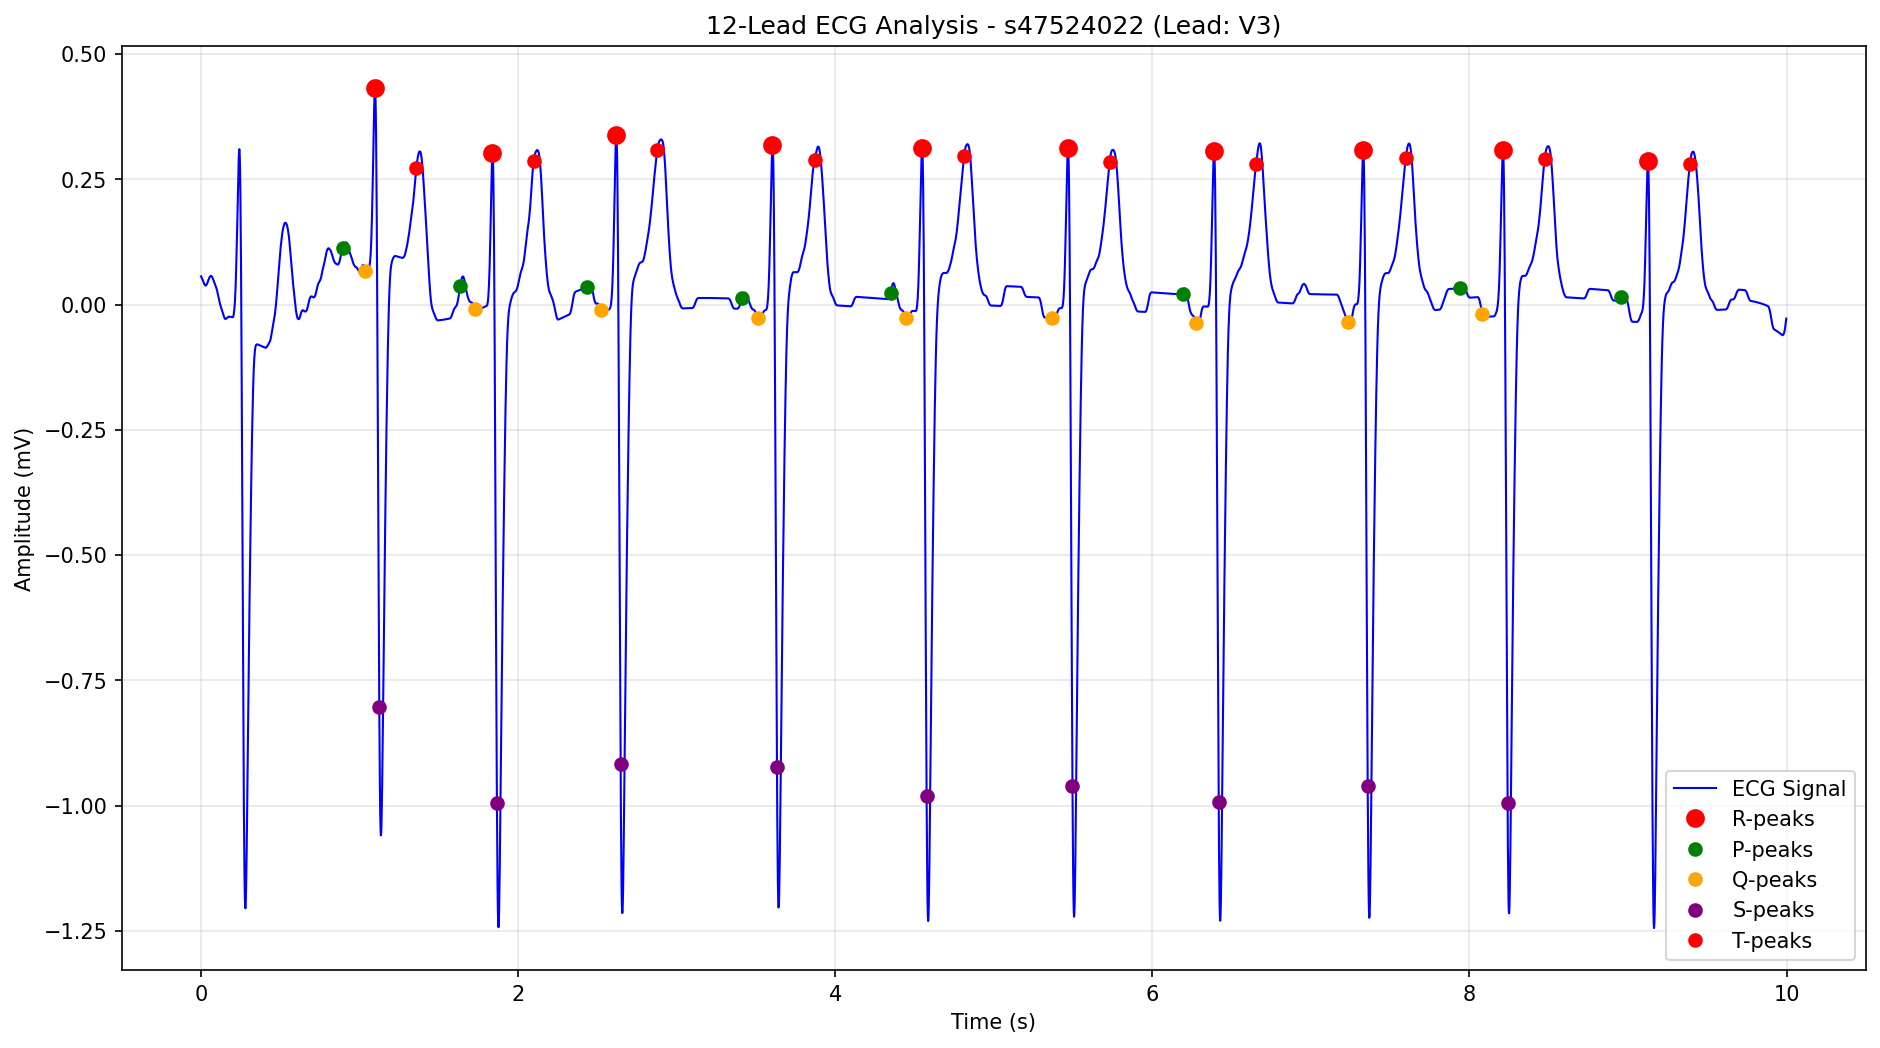 12-Lead ECG Analysis - s47524022 (Lead: V3)
Amplitude (mV)
0.50
0.25
0.00
−0.25
−0.50
−0.75
−1.00
−1.25
ECG Signal
R-peaks
P-peaks
Q-peaks
S-peaks
T-peaks
0 2 4 6 8 10
Time (s)